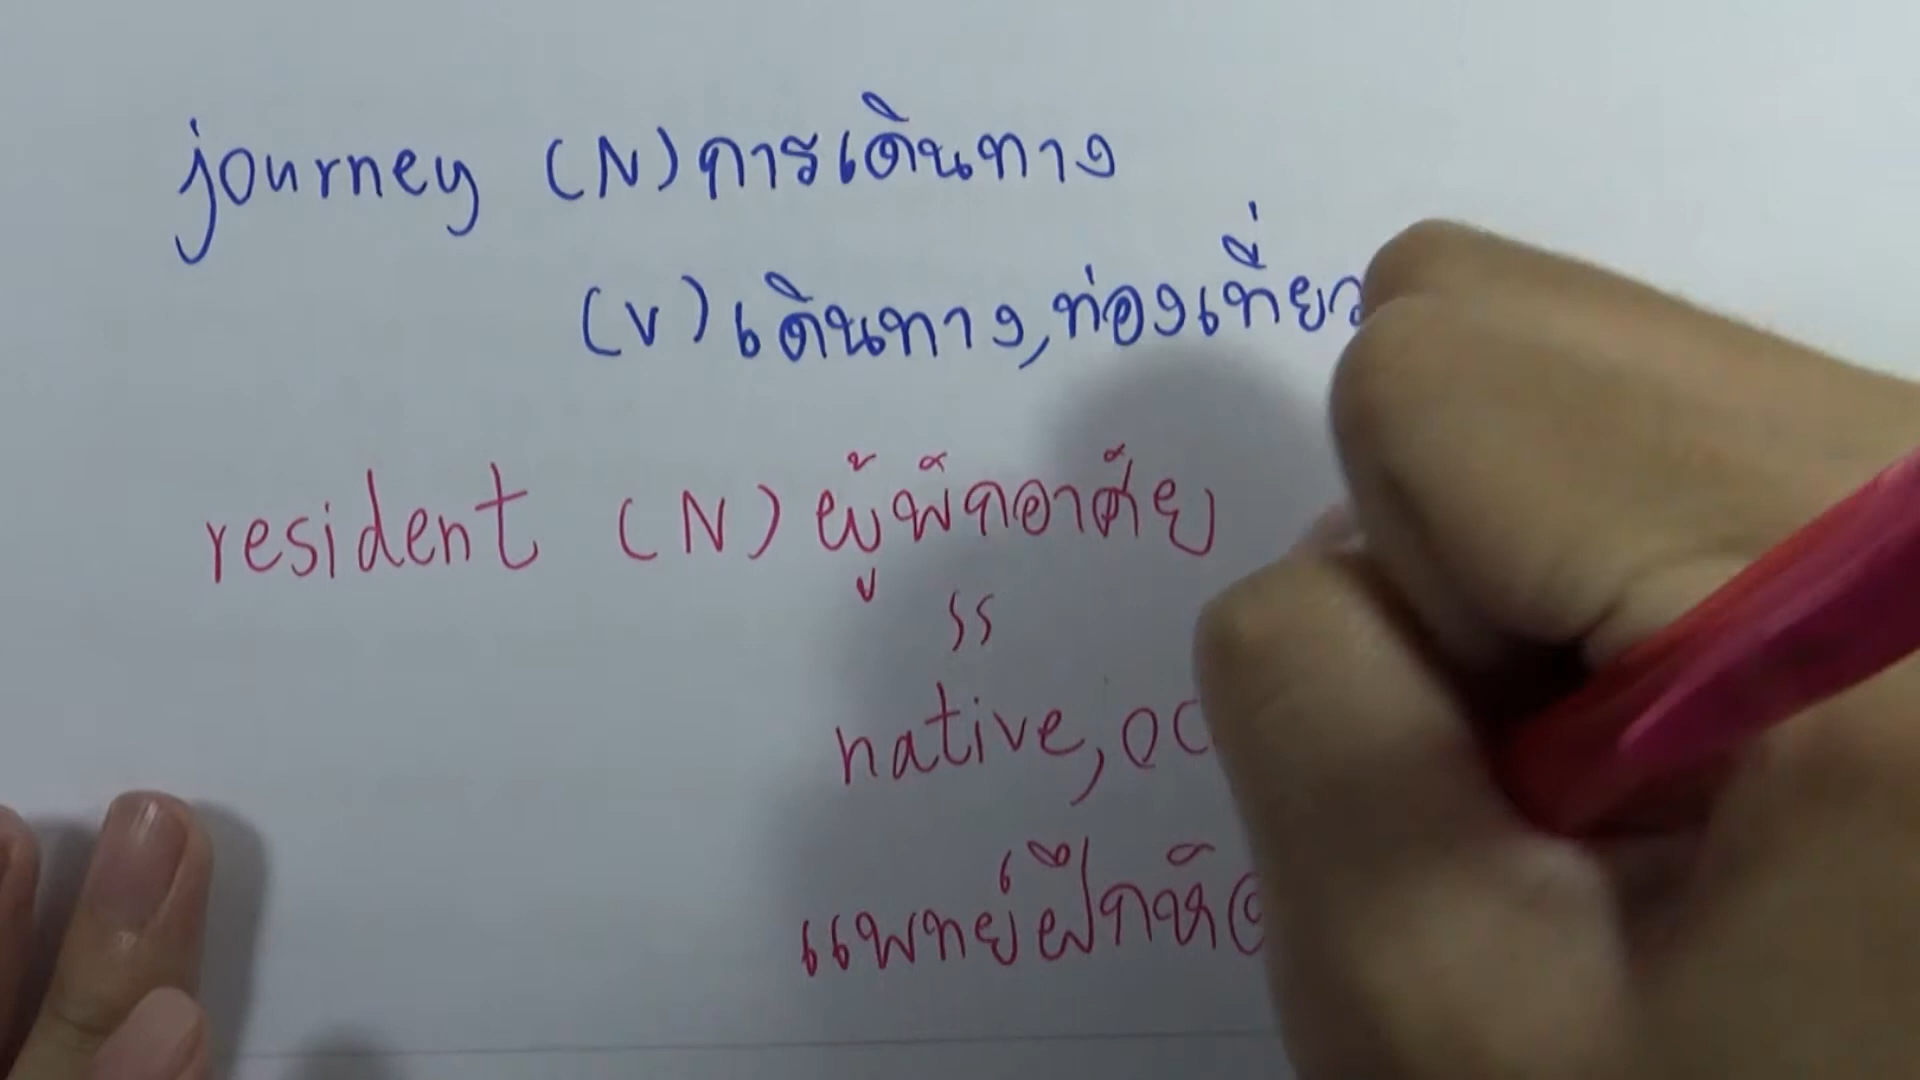 journey (N) การเดินทาง
(v) เดินทาง, ท่องเที่ยว
resident (N) ผู้พักอาศัย
ςς
native,
แพทย์ฝึกหัด